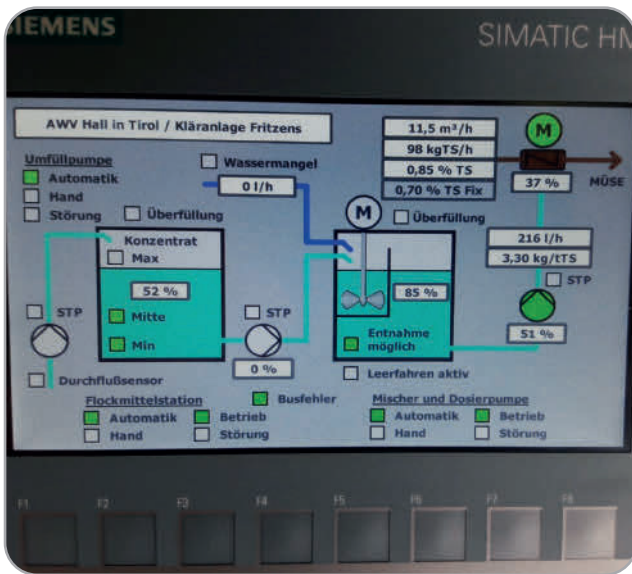 SIEMENS
SIMATIC HM
AWV Hall in Tirol / Kläranlage Fritzens
11,5 m³/h
98 kgTS/h
0,85 % TS
0,70 % TS Fix
M
37 %
MÜSE
Umfüllpumpe
Automatik
Hand
Störung
Wassermangel
0 l/h
Überfüllung
M
Überfüllung
Konzentrat
Max
216 l/h
3,30 kg/tTS
52 %
85 %
STP
STP
STP
Mitte
Min
Entnahme
möglich
51 %
0 %
Durchflußsensor
Leerfahren aktiv
Flockmittelstation
Busfehler
Mischer und Dosierpumpe
Automatik
Betrieb
Automatik
Betrieb
Hand
Störung
Hand
Störung
F1 F2 F3 F4 F5 F6 F7 F8